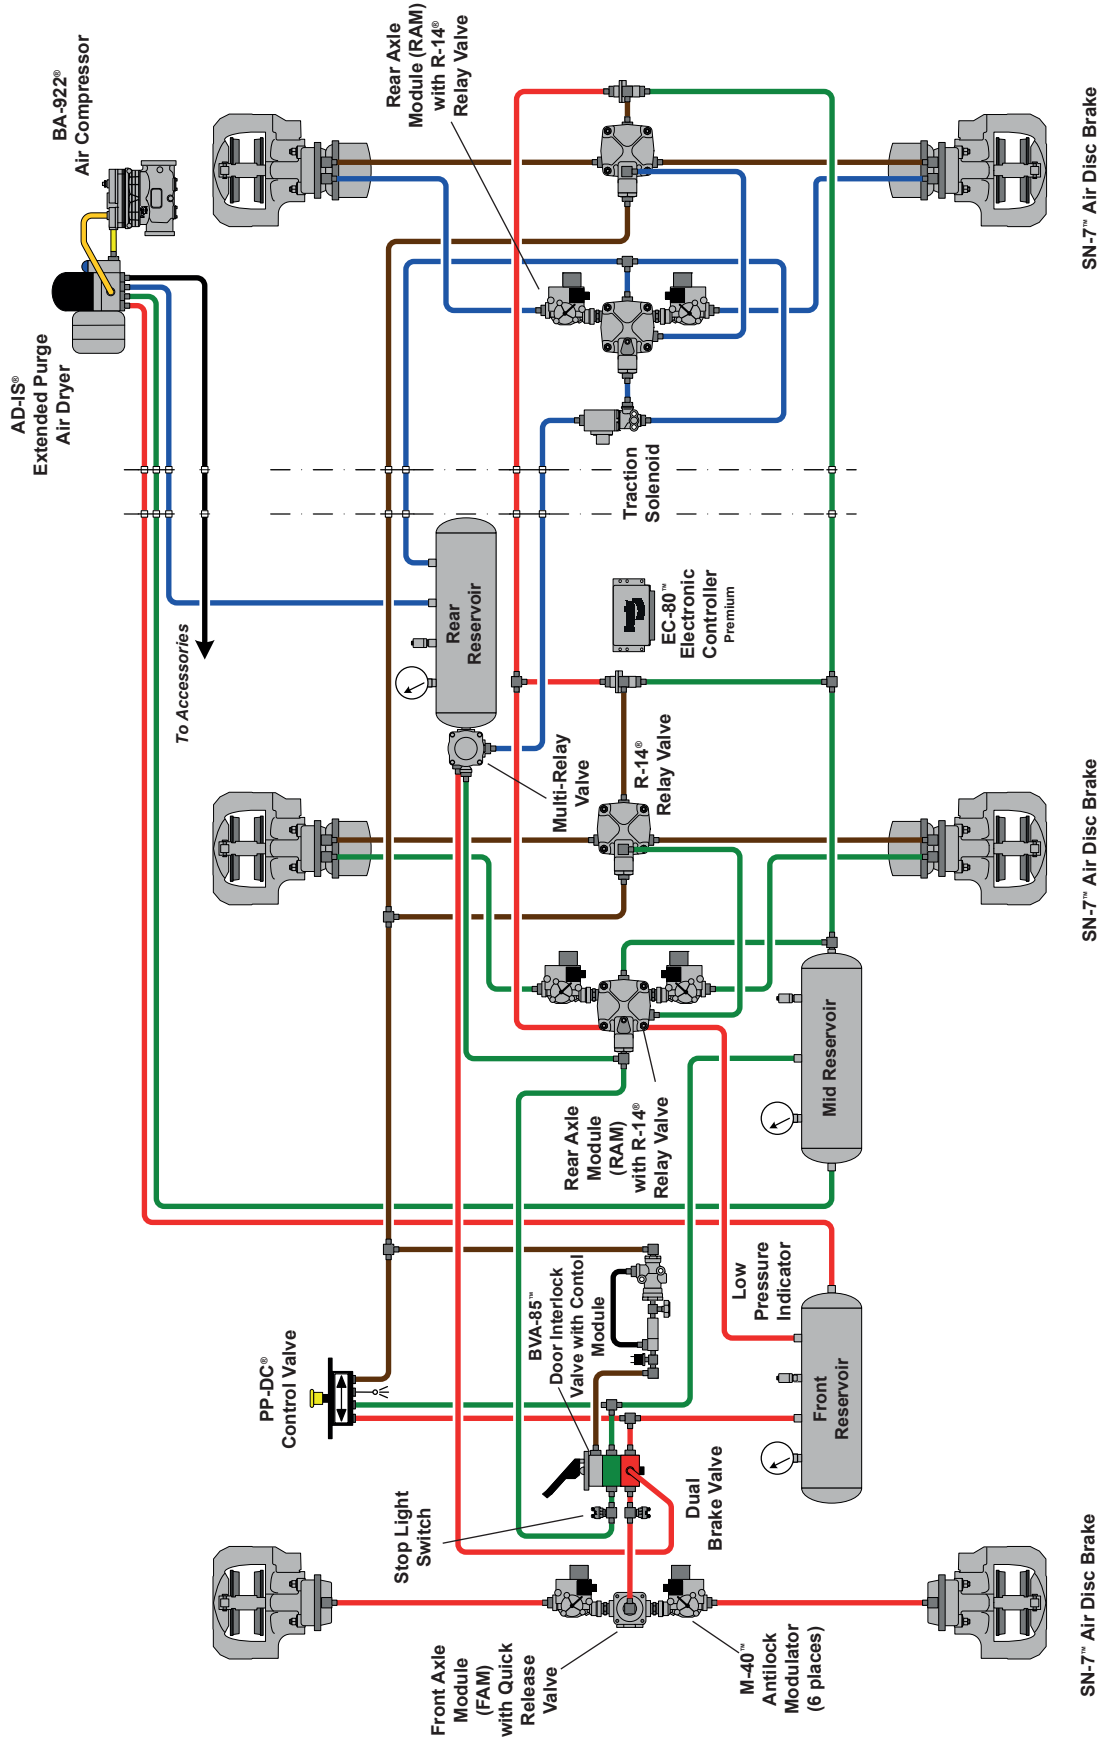 BA-922®
Air Compressor
AD-IS®
Extended Purge
Air Dryer
Rear Axle
Module (RAM)
with R-14®
Relay Valve
SN-7™ Air Disc Brake
Traction
Solenoid
To Accessories
Rear
Reservoir
EC-80™
Electronic
Controller
Premium
Multi-Relay
Valve
R-14®
Relay Valve
SN-7™ Air Disc Brake
Rear Axle
Module
(RAM)
with R-14®
Relay Valve
Mid Reservoir
PP-DC®
Control Valve
BVA-85™
Door Interlock
Valve with Contol
Module
Low
Pressure
Indicator
Front
Reservoir
Stop Light
Switch
Dual
Brake Valve
Front Axle
Module
(FAM)
with Quick
Release
Valve
M-40™
Antilock
Modulator
(6 places)
SN-7™ Air Disc Brake